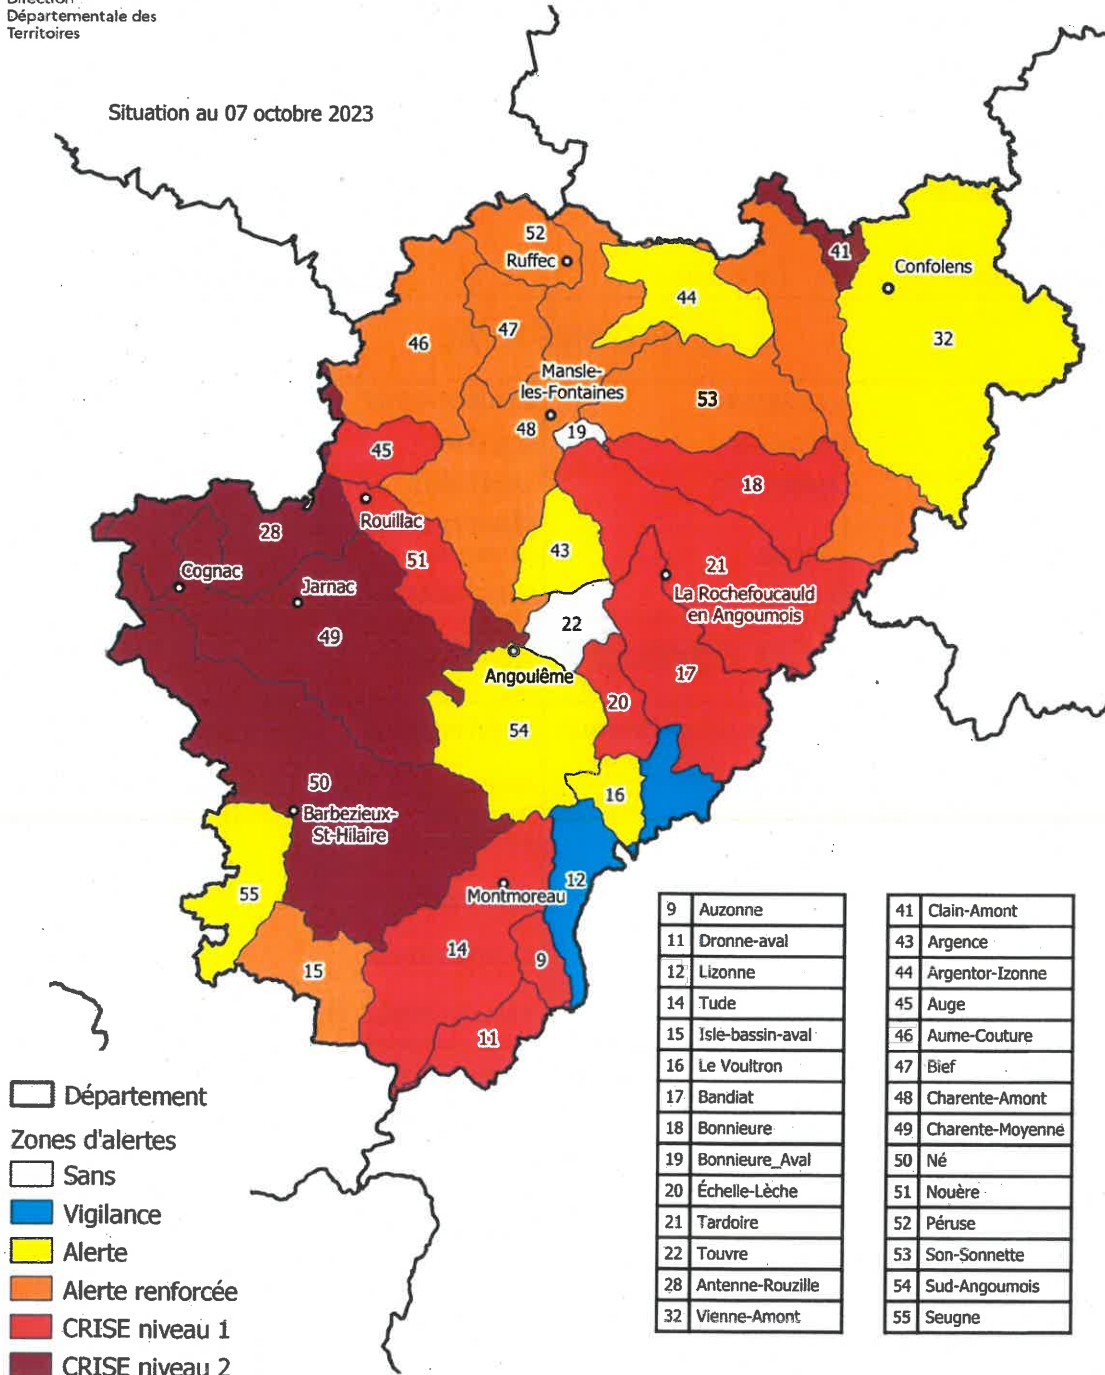 Direction
Départementale des
Territoires
Situation au 07 octobre 2023
52
Ruffec
41
Confolens
44
46
47
32
Mansle-
les-Fontaines
53
48
19
45
18
Rouillac
28
43
51
21
Cognac
Jarnac
La Rochefoucauld
en Angoumois
49
22
Angoulême
17
20
54
50
16
Barbezieux-
St-Hilaire
55
12
Montmoreau
14
9
15
11
9 Auzonne
11 Dronne-aval
12 Lizonne
14 Tude
15 Isle-bassin-aval
16 Le Voultron
17 Bandiat
18 Bonnieure
19 Bonnieure_Aval
20 Échelle-Lèche
21 Tardoire
22 Touvre
28 Antenne-Rouzille
32 Vienne-Amont
41 Clain-Amont
43 Argence
44 Argentor-Izonne
45 Auge
46 Aume-Couture
47 Bief
48 Charente-Amont
49 Charente-Moyenne
50 Né
51 Nouère
52 Péruse
53 Son-Sonnette
54 Sud-Angoumois
55 Seugne
Département
Zones d'alertes
Sans
Vigilance
Alerte
Alerte renforcée
CRISE niveau 1
CRISE niveau 2